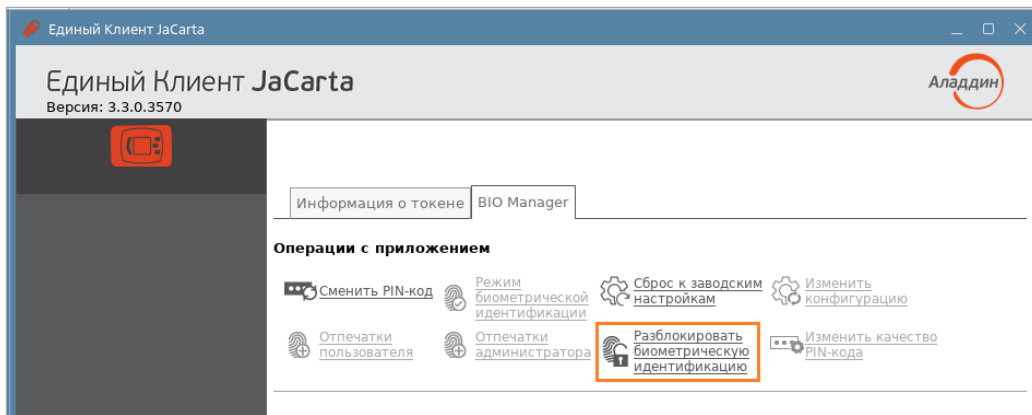 Единый Клиент JaCarta
Единый Клиент JaCarta
Аладдин
Версия: 3.3.0.3570
Информация о токене
BIO Manager
Операции с приложением
Сменить PIN-код
Режим
биометрической
идентификации
Сброс к заводским
настройкам
Изменить
конфигурацию
Отпечатки
пользователя
Отпечатки
администратора
Разблокировать
биометрическую
идентификацию
Изменить качество
PIN-кода